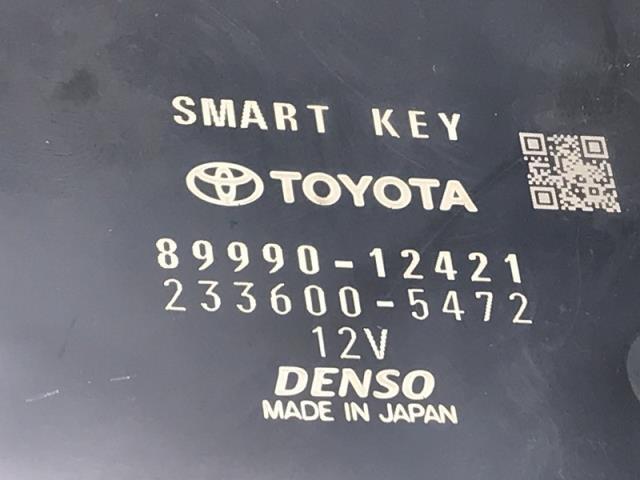 SMART KEY
TOYOTA
89990-12421
233600-5472
12V
DENSO
MADE IN JAPAN